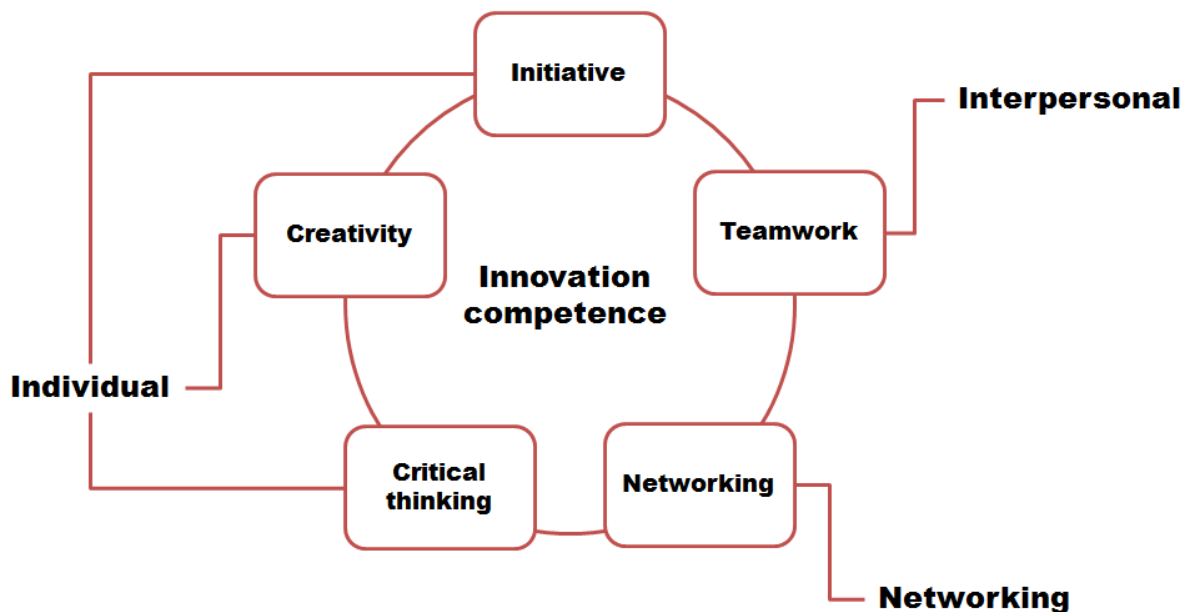 Initiative
Interpersonal
Creativity
Teamwork
Innovation
competence
Individual
Critical
thinking
Networking
Networking